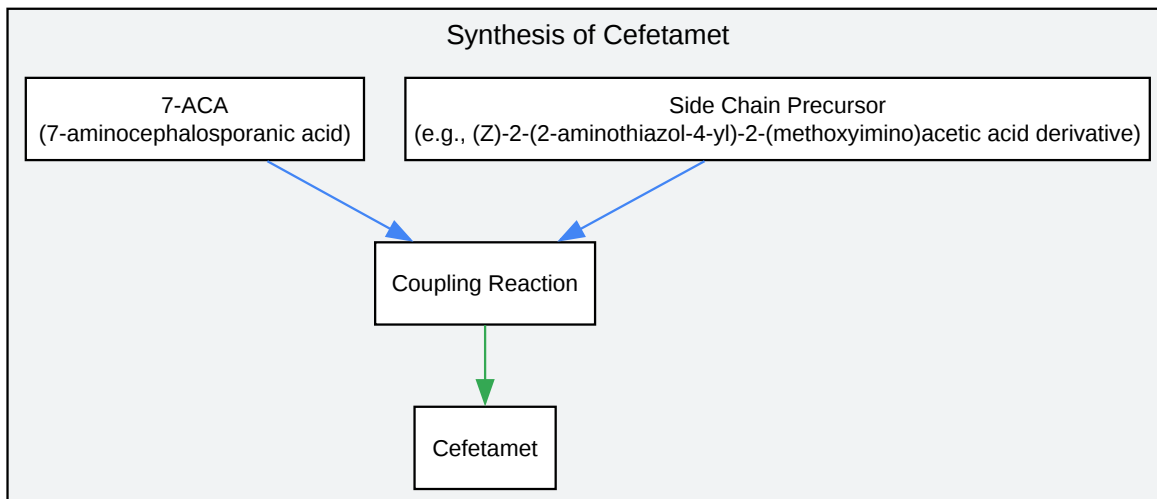 Synthesis of Cefetamet
7-ACA
(7-aminocephalosporanic acid)
Side Chain Precursor
(e.g., (Z)-2-(2-aminothiazol-4-yl)-2-(methoxyimino)acetic acid derivative)
Coupling Reaction
Cefetamet